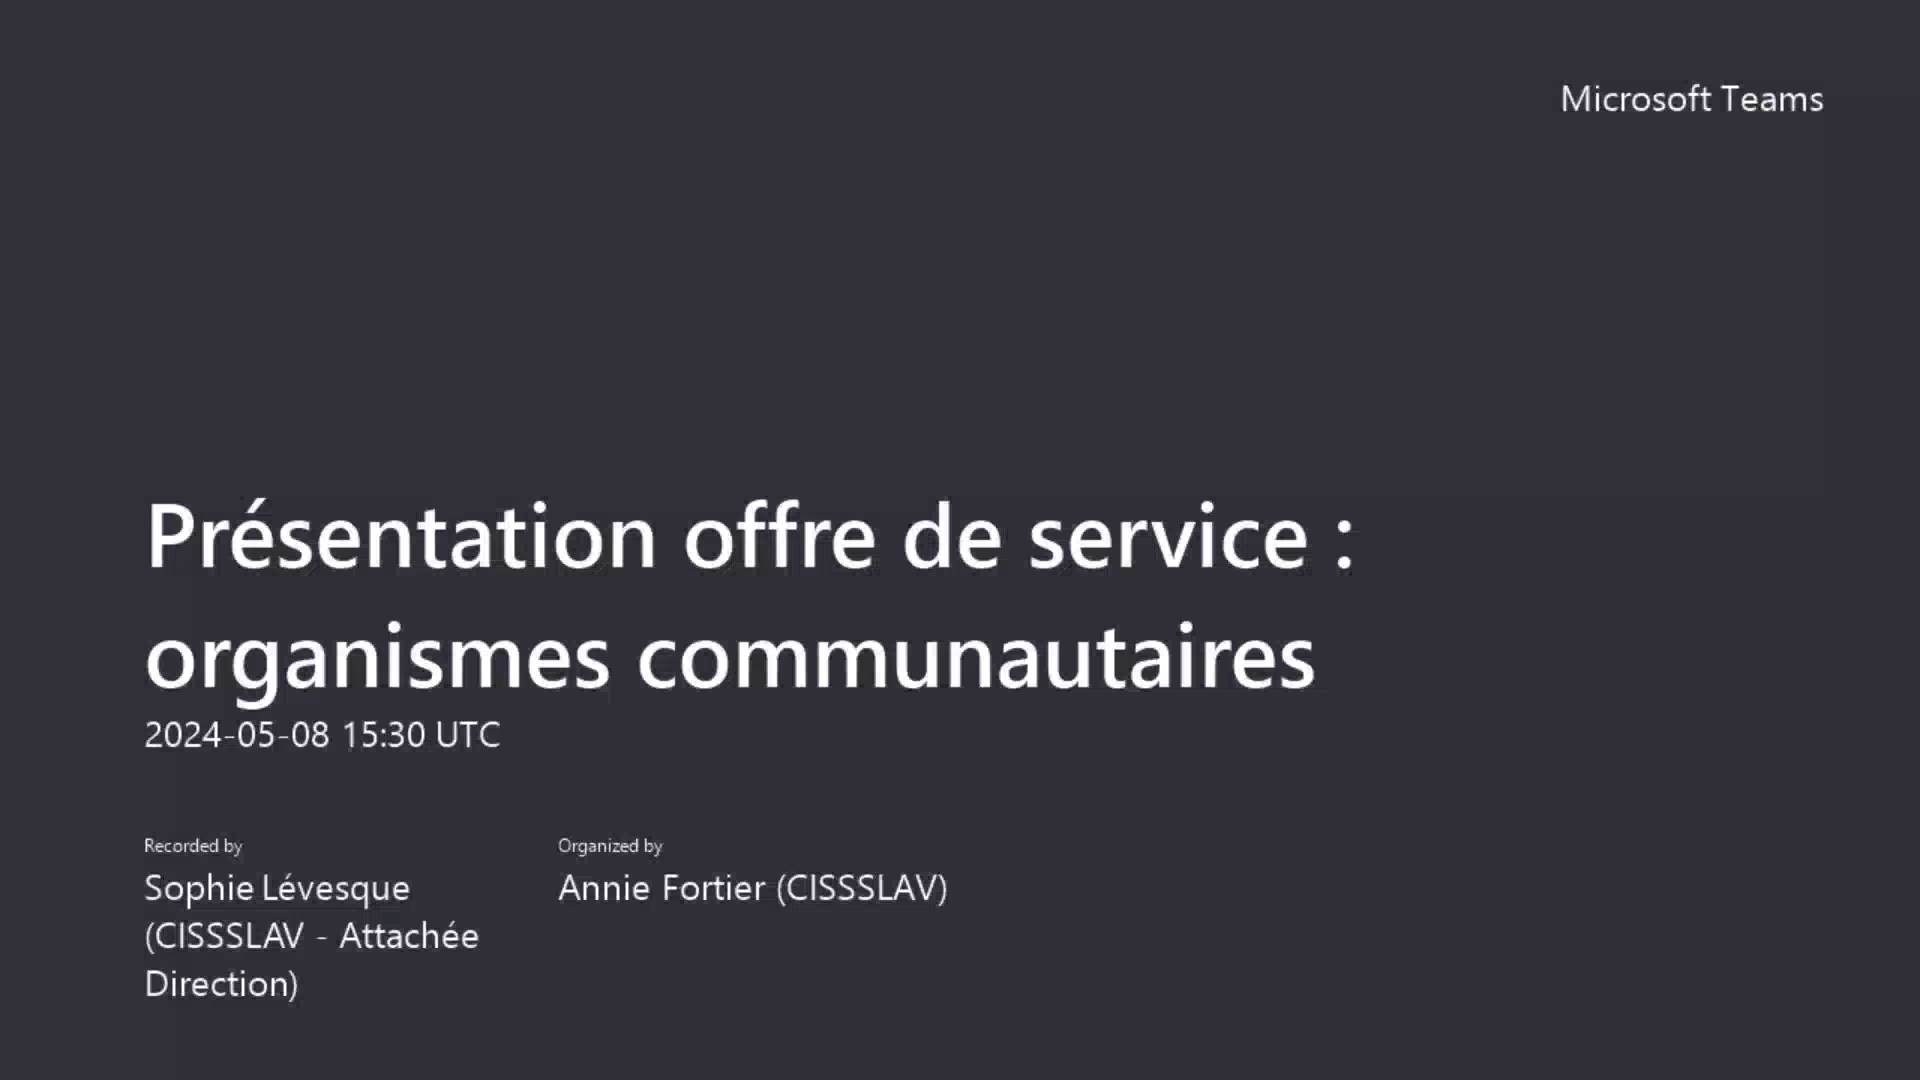 Microsoft Teams
Présentation offre de service :
organismes communautaires
2024-05-08 15:30 UTC
Recorded by
Sophie Lévesque
(CISSSLAV - Attachée
Direction)
Organized by
Annie Fortier (CISSSLAV)